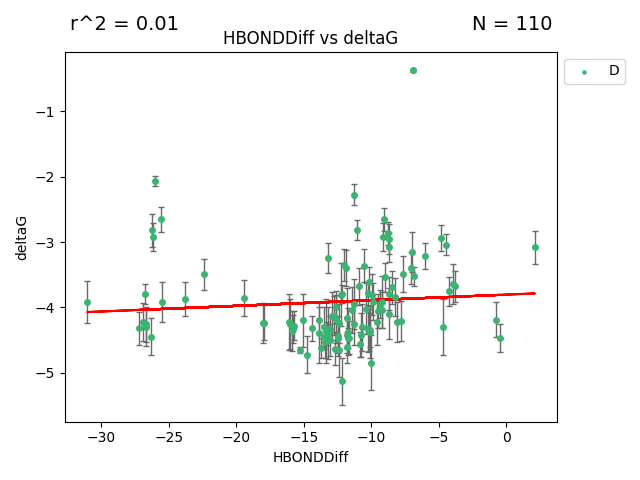 r^2 = 0.01
N = 110
HBONDDiff vs deltaG
D
deltaG
−1
−2
−3
−4
−5
−30 −25 −20 −15 −10 −5 0
HBONDDiff